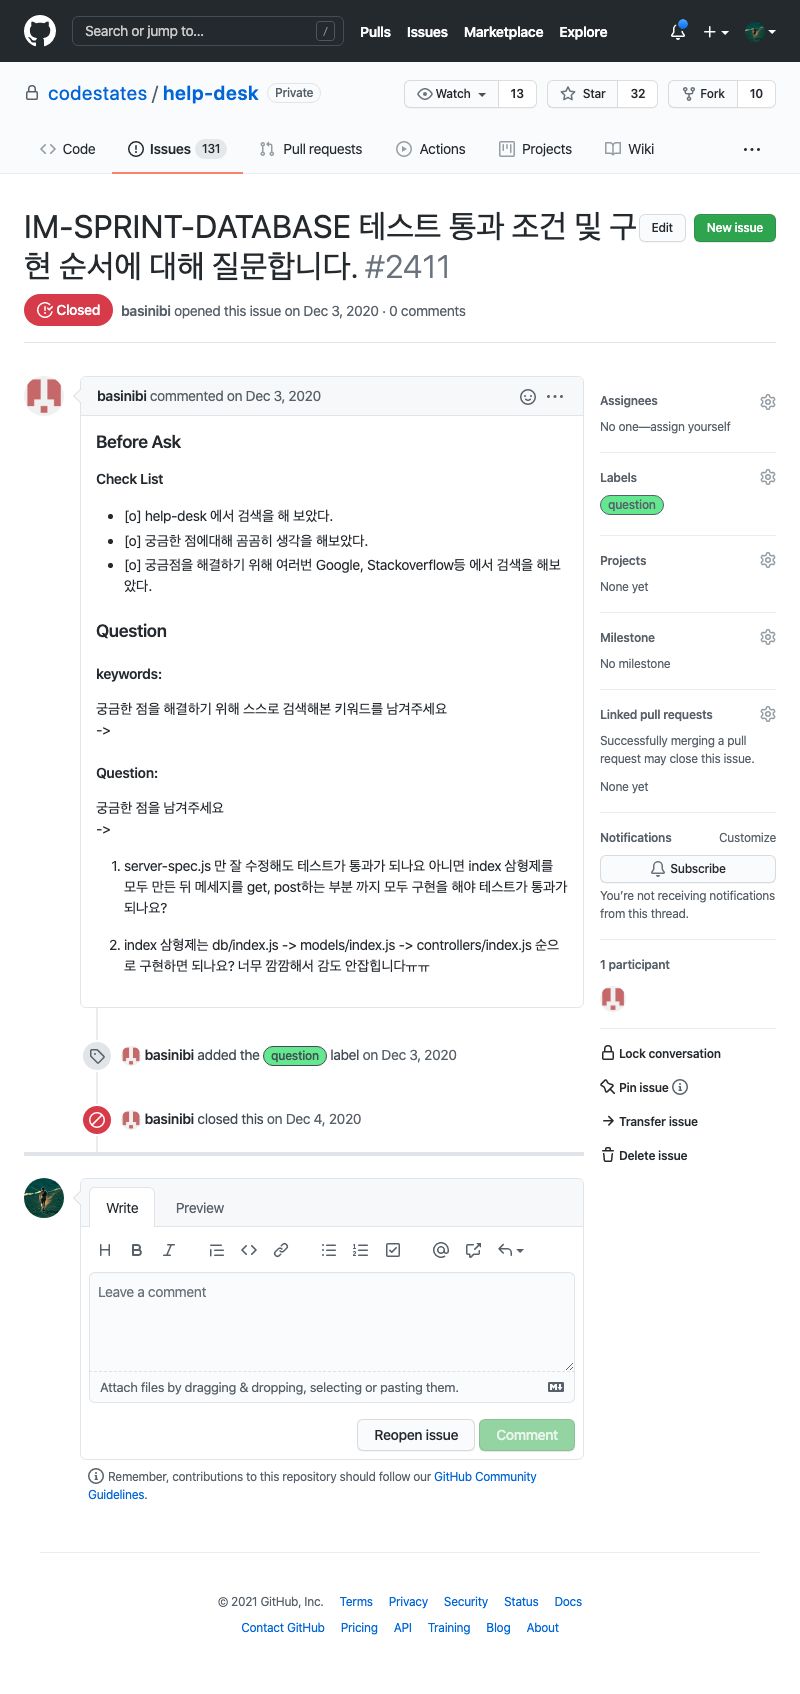 Search or jump to... /
Pulls Issues Marketplace Explore
codestates / help-desk Private
Watch 13 Star 32 Fork 10
Code Issues 131 Pull requests Actions Projects Wiki
IM-SPRINT-DATABASE 테스트 통과 조건 및 구
현 순서에 대해 질문합니다. #2411
Edit New issue
Closed basinibi opened this issue on Dec 3, 2020 · 0 comments
basinibi commented on Dec 3, 2020
Before Ask
Check List
[o] help-desk 에서 검색을 해 보았다.
[o] 궁금한 점에대해 곰곰히 생각을 해보았다.
[o] 궁금점을 해결하기 위해 여러번 Google, Stackoverflow등 에서 검색을 해보
았다.
Question
keywords:
궁금한 점을 해결하기 위해 스스로 검색해본 키워드를 남겨주세요
->
Question:
궁금한 점을 남겨주세요
->
1. server-spec.js 만 잘 수정해도 테스트가 통과가 되나요 아니면 index 삼형제를
모두 만든 뒤 메세지를 get, post하는 부분 까지 모두 구현을 해야 테스트가 통과가
되나요?
2. index 삼형제는 db/index.js -> models/index.js -> controllers/index.js 순으
로 구현하면 되나요? 너무 깜깜해서 감도 안잡힙니다ㅠㅠ
basinibi added the question label on Dec 3, 2020
basinibi closed this on Dec 4, 2020
Assignees
No one—assign yourself
Labels
question
Projects
None yet
Milestone
No milestone
Linked pull requests
Successfully merging a pull
request may close this issue.
None yet
Notifications Customize
Subscribe
You're not receiving notifications
from this thread.
1 participant
Lock conversation
Pin issue
Transfer issue
Delete issue
Write Preview
H B I
Leave a comment
Attach files by dragging & dropping, selecting or pasting them.
Reopen issue Comment
Remember, contributions to this repository should follow our GitHub Community
Guidelines.
© 2021 GitHub, Inc. Terms Privacy Security Status Docs
Contact GitHub Pricing API Training Blog About